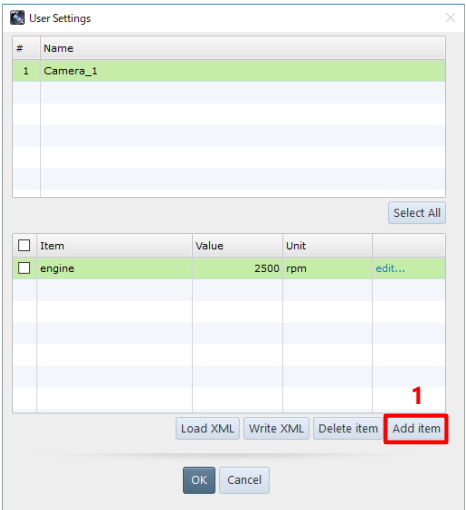 User Settings
# Name
1 Camera_1
Select All
Item Value Unit
engine 2500 rpm edit...
1
Load XML Write XML Delete item Add item
OK Cancel